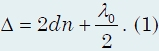 Δ = 2dn + λ₀/2 . (1)